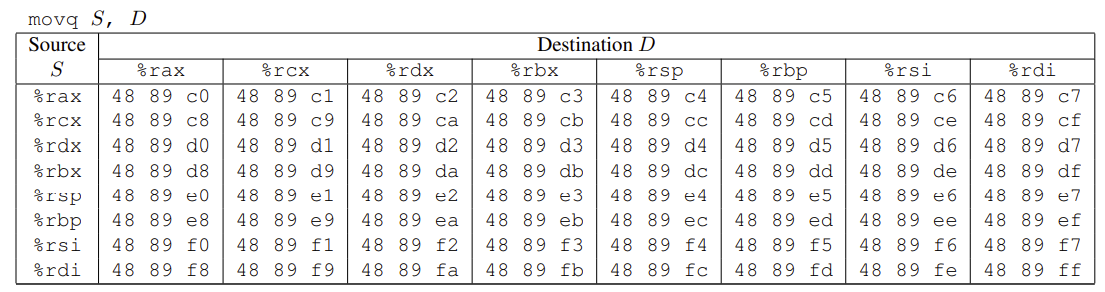 movq S, D
Source Destination D
S %rax %rcx %rdx %rbx %rsp %rbp %rsi %rdi
%rax 48 89 c0 48 89 c1 48 89 c2 48 89 c3 48 89 c4 48 89 c5 48 89 c6 48 89 c7
%rcx 48 89 c8 48 89 c9 48 89 ca 48 89 cb 48 89 cc 48 89 cd 48 89 ce 48 89 cf
%rdx 48 89 d0 48 89 d1 48 89 d2 48 89 d3 48 89 d4 48 89 d5 48 89 d6 48 89 d7
%rbx 48 89 d8 48 89 d9 48 89 da 48 89 db 48 89 dc 48 89 dd 48 89 de 48 89 df
%rsp 48 89 e0 48 89 e1 48 89 e2 48 89 e3 48 89 e4 48 89 e5 48 89 e6 48 89 e7
%rbp 48 89 e8 48 89 e9 48 89 ea 48 89 eb 48 89 ec 48 89 ed 48 89 ee 48 89 ef
%rsi 48 89 f0 48 89 f1 48 89 f2 48 89 f3 48 89 f4 48 89 f5 48 89 f6 48 89 f7
%rdi 48 89 f8 48 89 f9 48 89 fa 48 89 fb 48 89 fc 48 89 fd 48 89 fe 48 89 ff